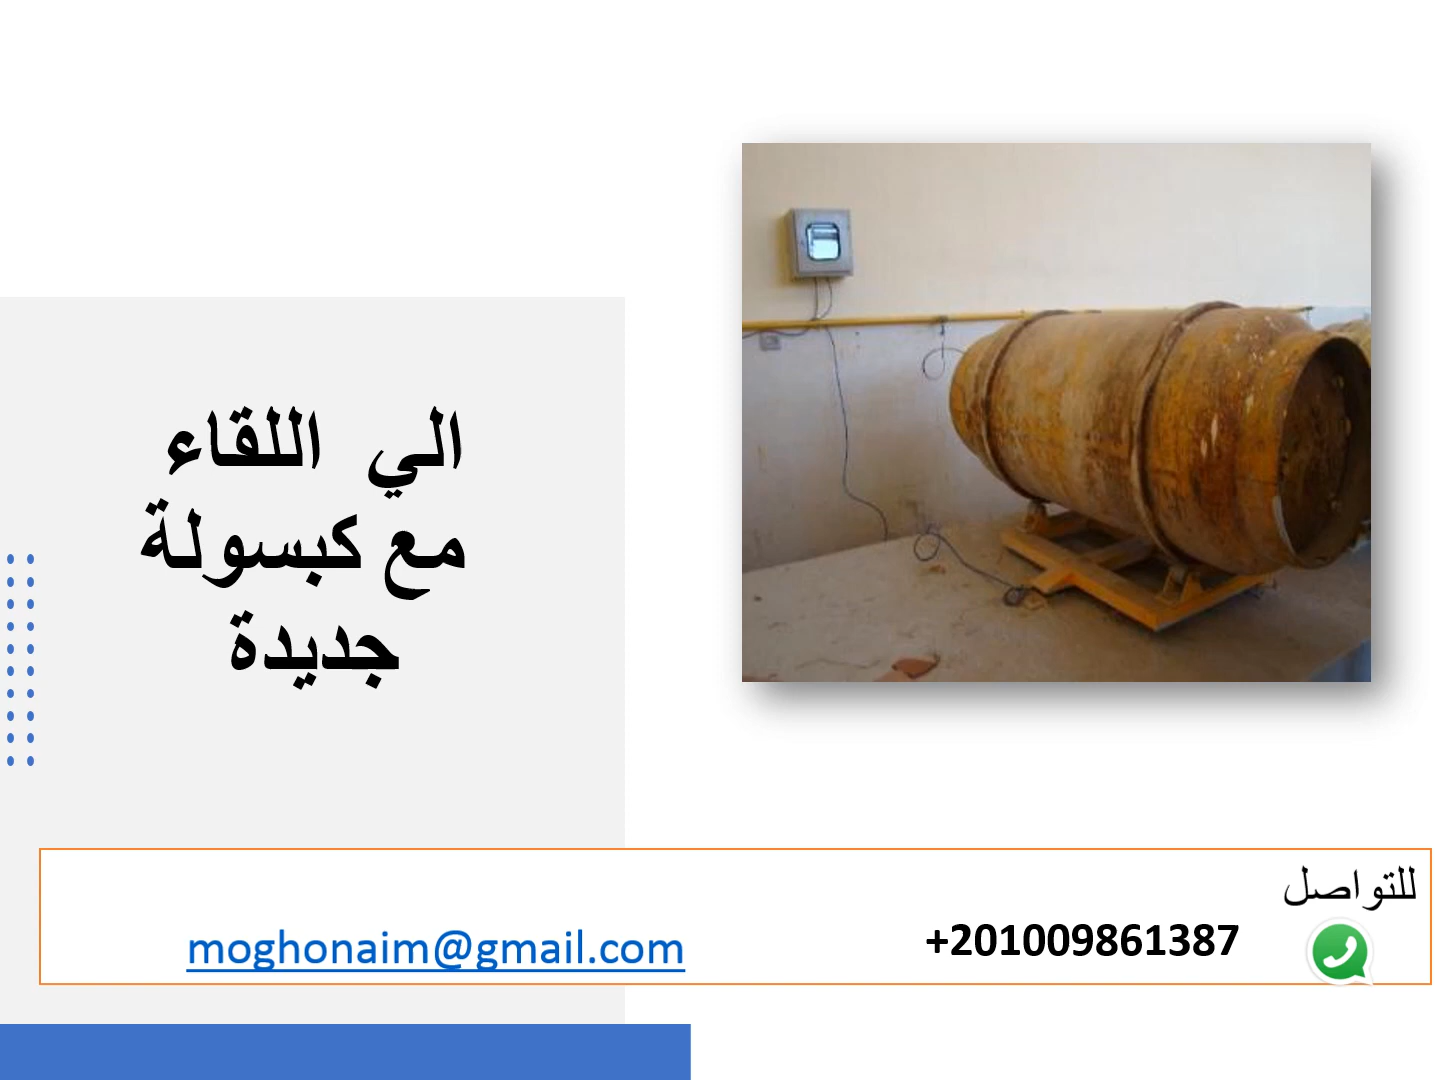 الي اللقاء
مع كبسولة
جديدة
للتواصل
+201009861387
moghonaim@gmail.com